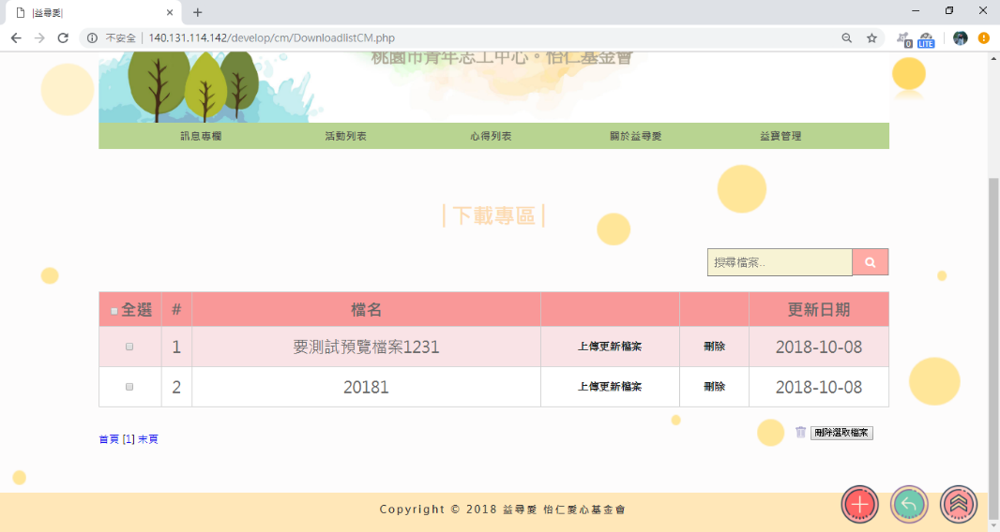 |益尋愛|
不安全 | 140.131.114.142/develop/cm/DownloadlistCM.php
0 LITE
桃園市青年志工中心。怡仁基金會
訊息專欄 活動列表 心得列表 關於益尋愛 益寶管理
|下載專區|
搜尋檔案..
全選 # 檔名 更新日期
1 要測試預覽檔案1231 上傳更新檔案 刪除 2018-10-08
2 20181 上傳更新檔案 刪除 2018-10-08
首頁 [1] 末頁
刪除選取檔案
Copyright © 2018 益尋愛 怡仁愛心基金會